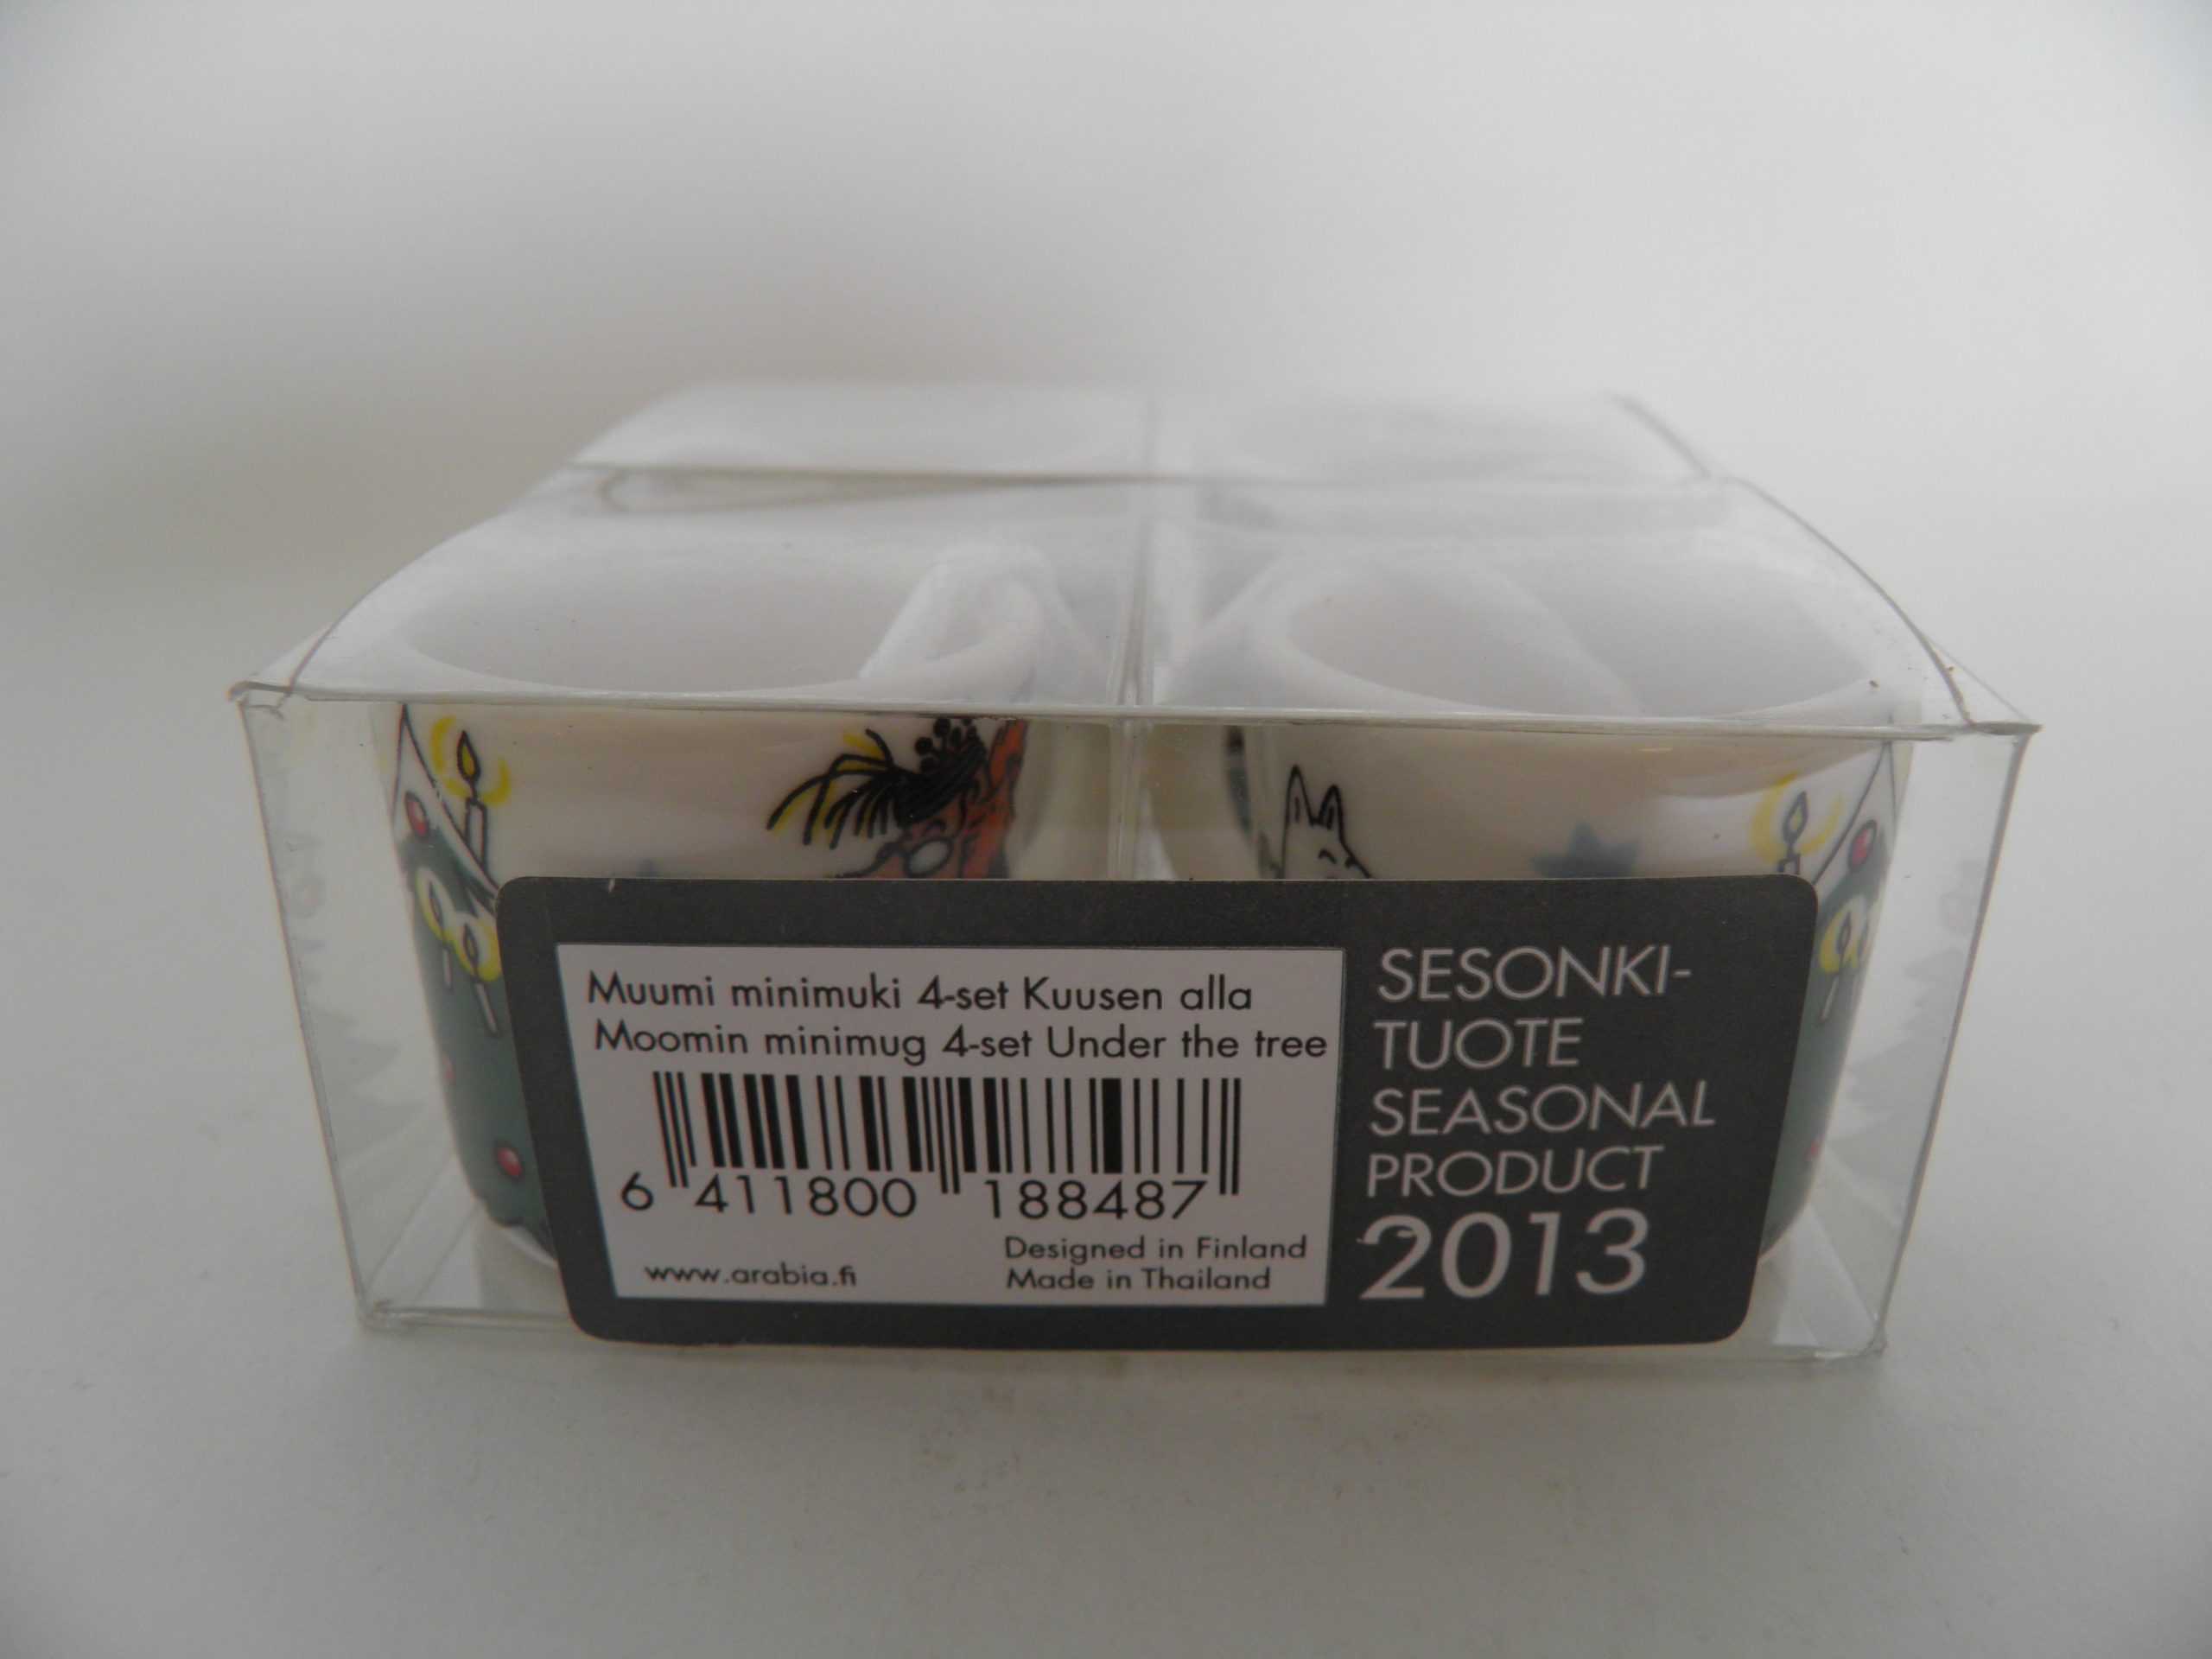 Muumi minimuki 4-set Kuusen alla
Moomin minimug 4-set Under the tree
6 411800 188487
www.arabia.fi
Designed in Finland
Made in Thailand
SESONKI-
TUOTE
SEASONAL
PRODUCT
2013